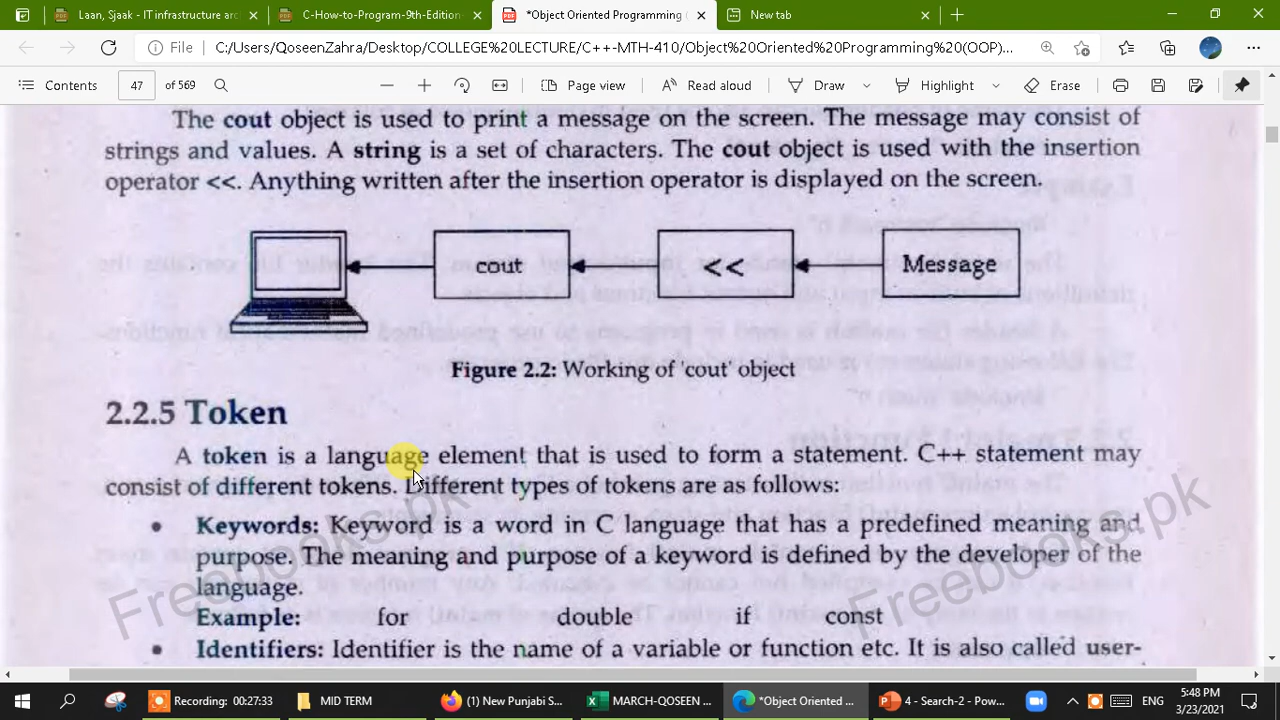 Laan, Sjaak - IT infrastructure arc
C-How-to-Program-9th-Edition-
*Object Oriented Programming (
New tab
File
C:/Users/QoseenZahra/Desktop/COLLEGE%20LECTURE/C++-MTH-410/Object%20Oriented%20Programming%20(OOP)...
Contents
47
of 569
Page view
Read aloud
Draw
Highlight
Erase
The cout object is used to print a message on the screen. The message may consist of
strings and values. A string is a set of characters. The cout object is used with the insertion
operator <<. Anything written after the insertion operator is displayed on the screen.
cout
<<
Message
Figure 2.2: Working of 'cout' object
2.2.5 Token
A token is a language element that is used to form a statement. C++ statement may
consist of different tokens. Different types of tokens are as follows:
• Keywords: Keyword is a word in C language that has a predefined meaning and
purpose. The meaning and purpose of a keyword is defined by the developer of the
language.
Example: for double if const
• Identifiers: Identifier is the name of a variable or function etc. It is also called user-
Freebooks.pk
Freebooks.pk
Recording: 00:27:33
MID TERM
(1) New Punjabi S...
MARCH-QOSEEN ...
*Object Oriented ...
4 - Search-2 - Pow...
ENG
5:48 PM
3/23/2021